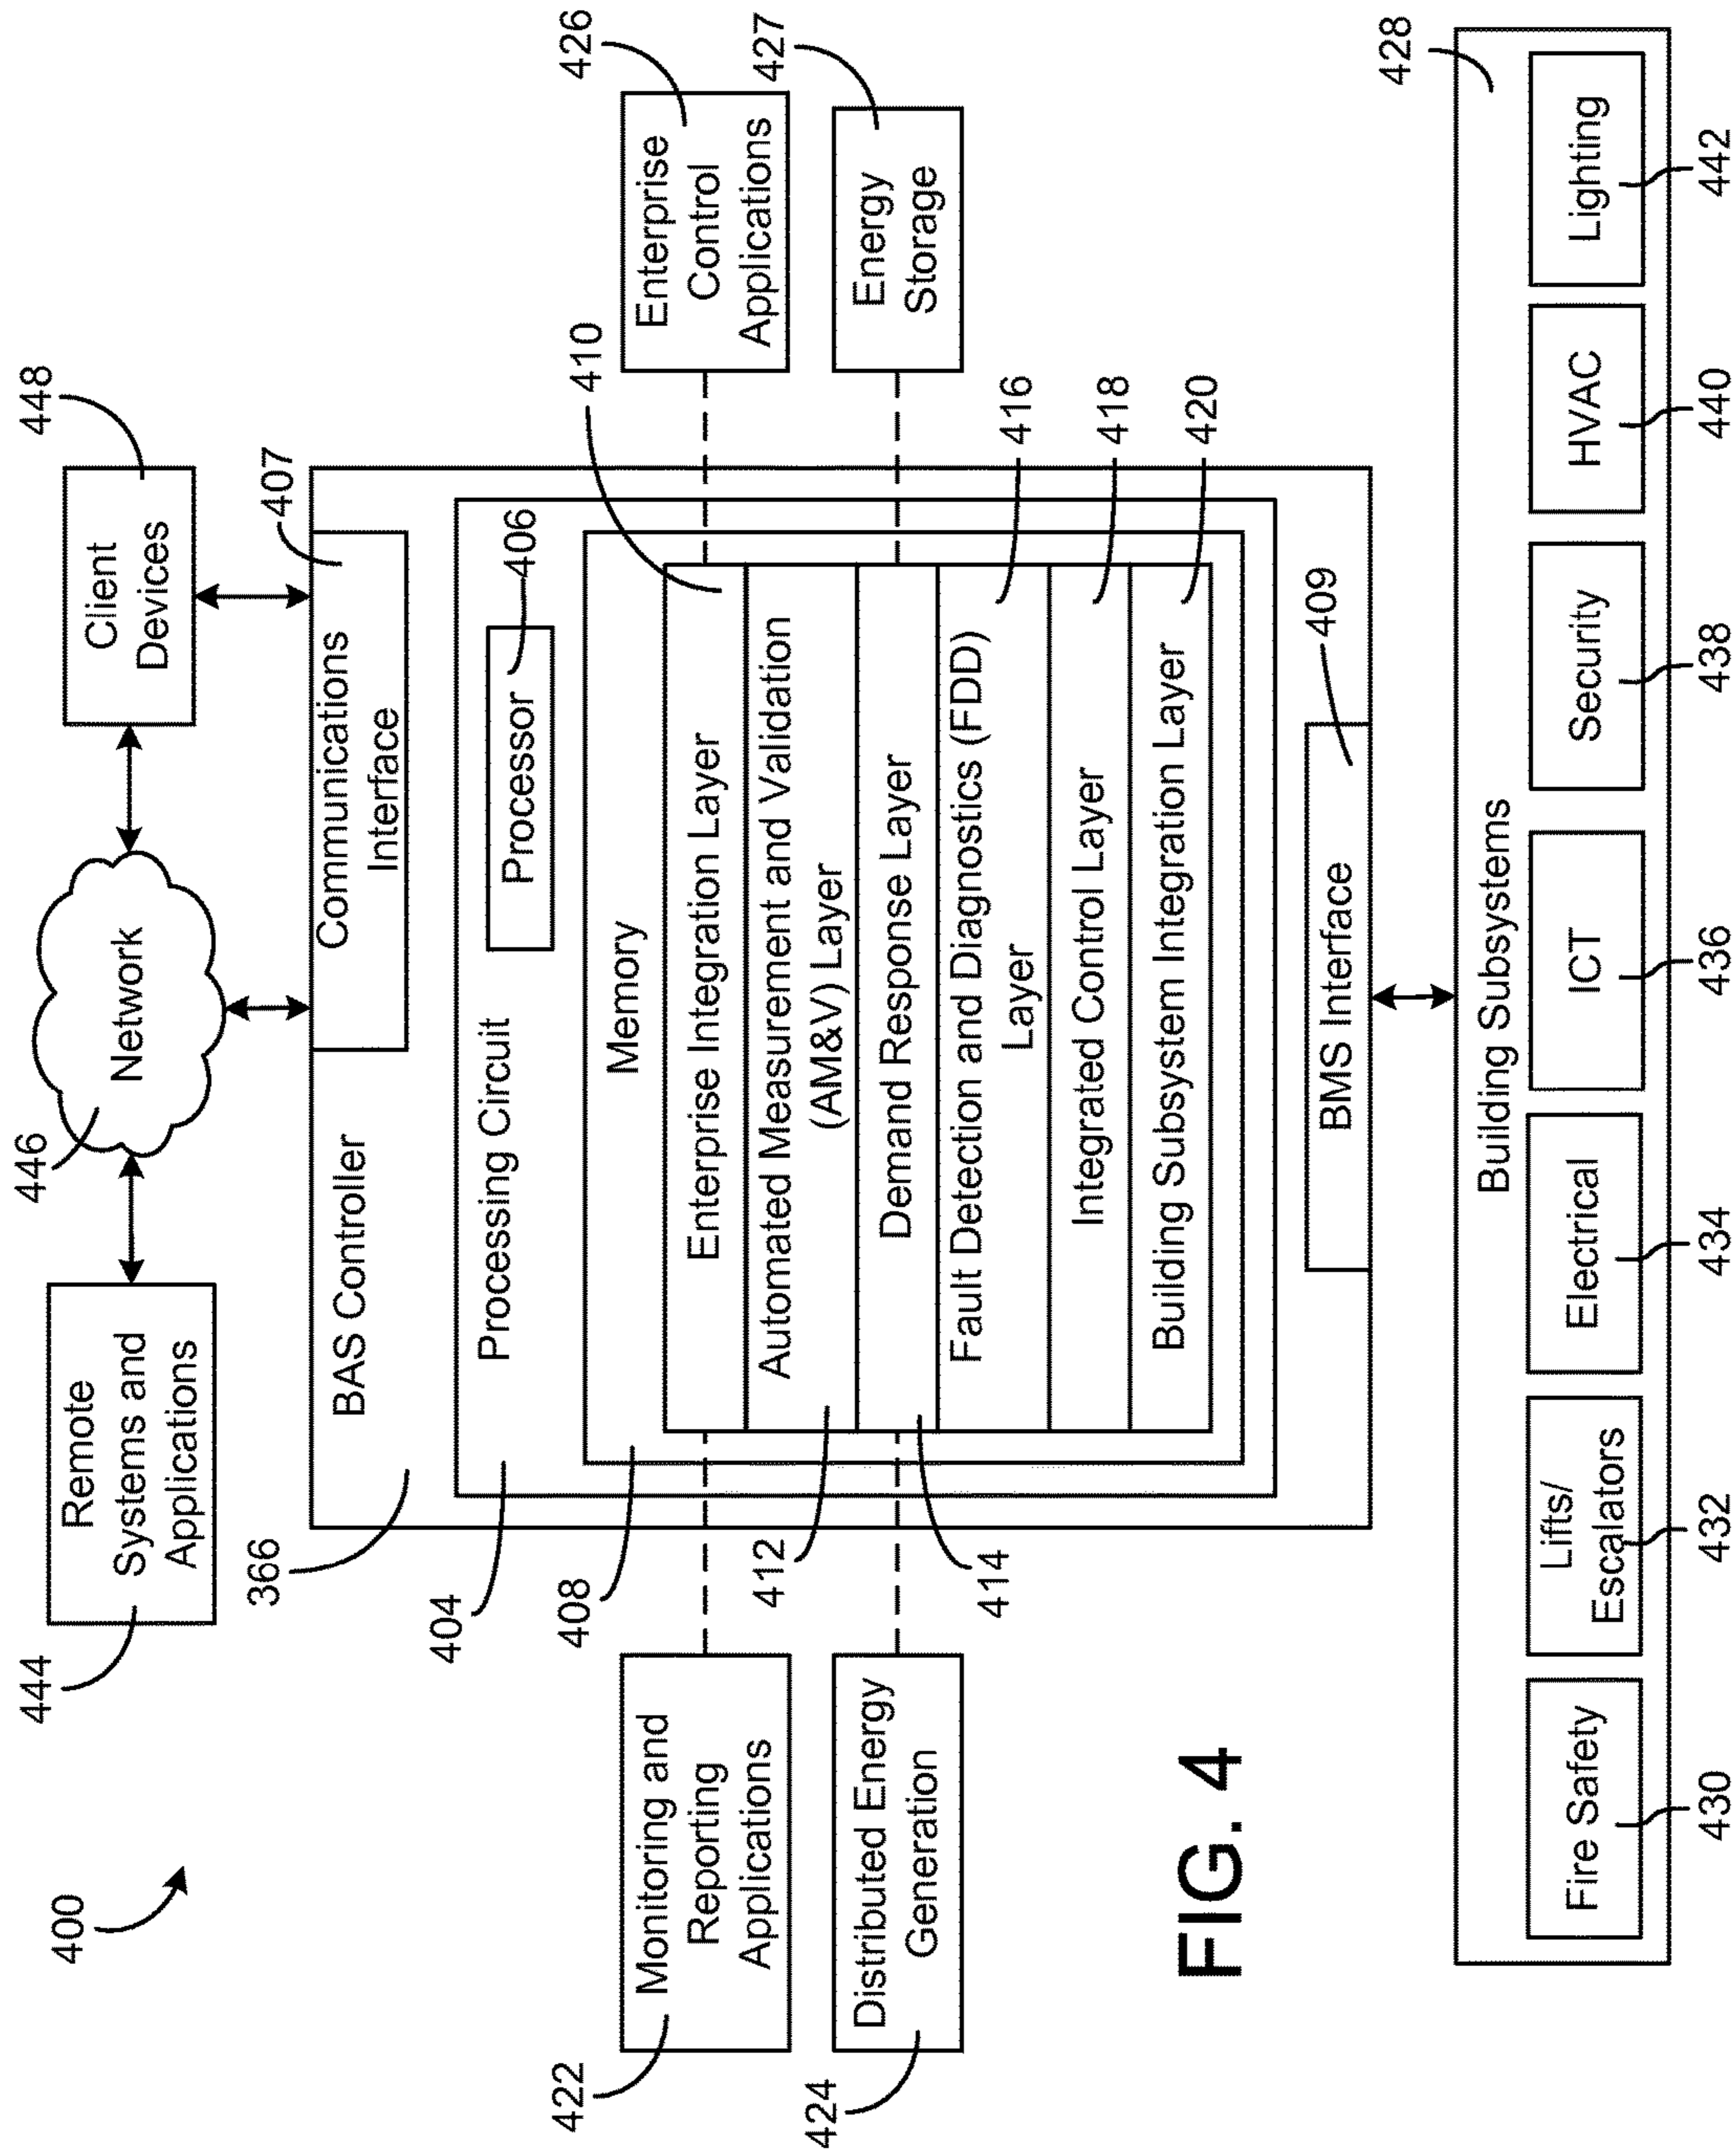 400
444
Remote
Systems and
Applications
446
Network
448
Client
Devices
366
BAS Controller
407
Communications
Interface
404
Processing Circuit
Processor
406
408
Memory
410
Enterprise Integration Layer
412
Automated Measurement and Validation
(AM&V) Layer
414
Demand Response Layer
Fault Detection and Diagnostics (FDD)
Layer
416
Integrated Control Layer
418
Building Subsystem Integration Layer
420
422
Monitoring and
Reporting
Applications
424
Distributed Energy
Generation
426
Enterprise
Control
Applications
427
Energy
Storage
BMS Interface
409
FIG. 4
Building Subsystems
428
Fire Safety
Lifts/
Escalators
Electrical
ICT
Security
HVAC
Lighting
430
432
434
436
438
440
442